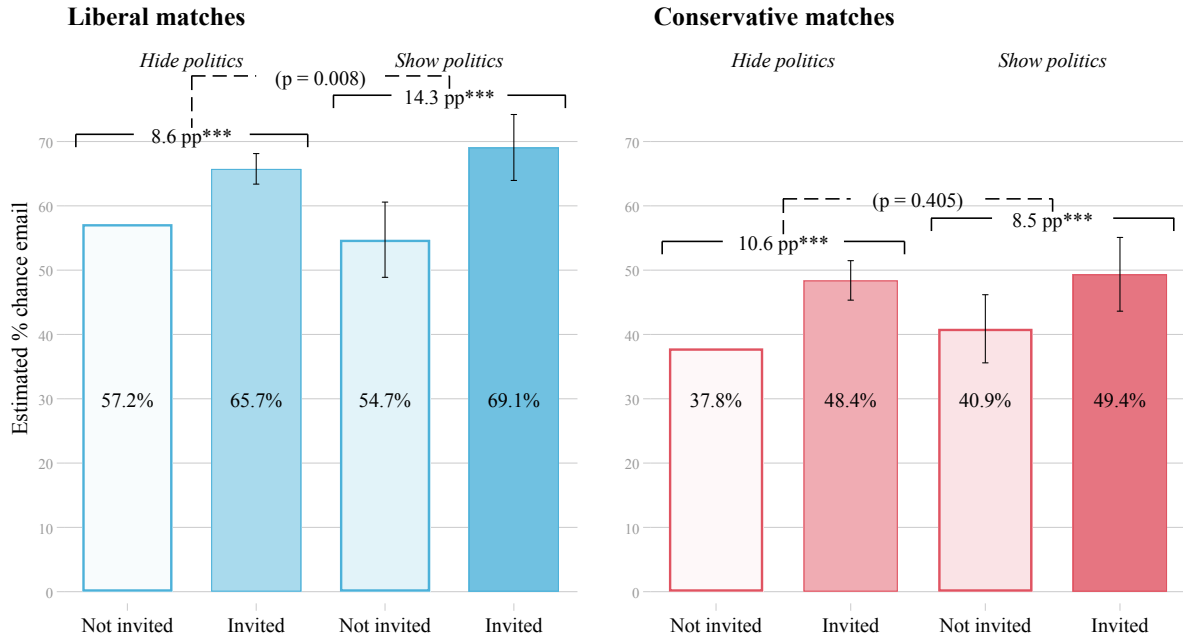 Liberal matches
Conservative matches
Hide politics
Show politics
Hide politics
Show politics
(p = 0.008)
14.3 pp***
8.6 pp***
(p = 0.405)
8.5 pp***
10.6 pp***
Estimated % chance email
70
60
50
40
30
20
10
0
57.2%
65.7%
54.7%
69.1%
Not invited
Invited
Not invited
Invited
70
60
50
40
30
20
10
0
37.8%
48.4%
40.9%
49.4%
Not invited
Invited
Not invited
Invited